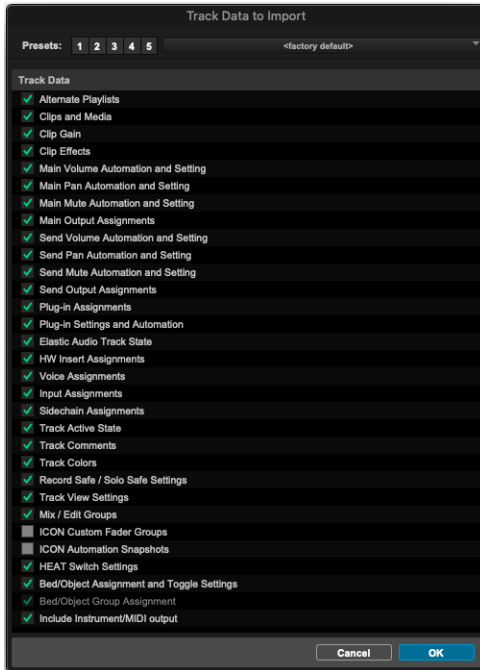 Track Data to Import
Presets: 1 2 3 4 5 <factory default>
Track Data
Alternate Playlists
Clips and Media
Clip Gain
Clip Effects
Main Volume Automation and Setting
Main Pan Automation and Setting
Main Mute Automation and Setting
Main Output Assignments
Send Volume Automation and Setting
Send Pan Automation and Setting
Send Mute Automation and Setting
Send Output Assignments
Plug-in Assignments
Plug-in Settings and Automation
Elastic Audio Track State
HW Insert Assignments
Voice Assignments
Input Assignments
Sidechain Assignments
Track Active State
Track Comments
Track Colors
Record Safe / Solo Safe Settings
Track View Settings
Mix / Edit Groups
ICON Custom Fader Groups
ICON Automation Snapshots
HEAT Switch Settings
Bed/Object Assignment and Toggle Settings
Bed/Object Group Assignment
Include Instrument/MIDI output
Cancel OK